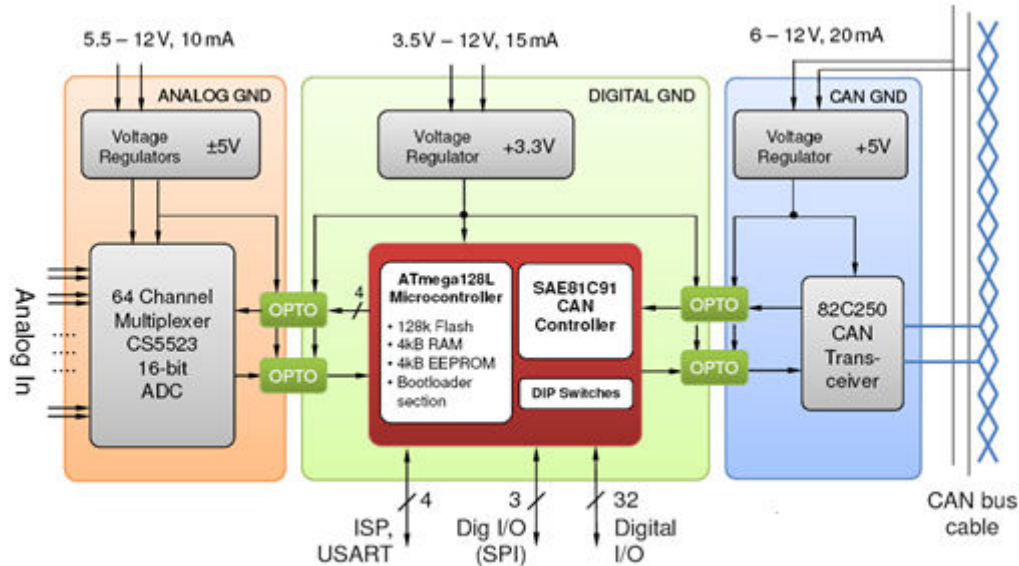 5.5 – 12 V, 10 mA
3.5V – 12 V, 15 mA
6 – 12 V, 20 mA
ANALOG GND
DIGITAL GND
CAN GND
Voltage
Regulators
±5V
Voltage
Regulator
+3.3V
Voltage
Regulator
+5V
Analog In
64 Channel
Multiplexer
CS5523
16-bit
ADC
OPTO
OPTO
4
ATmega128L
Microcontroller
• 128k Flash
• 4kB RAM
• 4kB EEPROM
• Bootloader
section
SAE81C91
CAN
Controller
DIP Switches
OPTO
OPTO
82C250
CAN
Trans-
ceiver
4
ISP,
USART
3
Dig I/O
(SPI)
32
Digital
I/O
CAN bus
cable